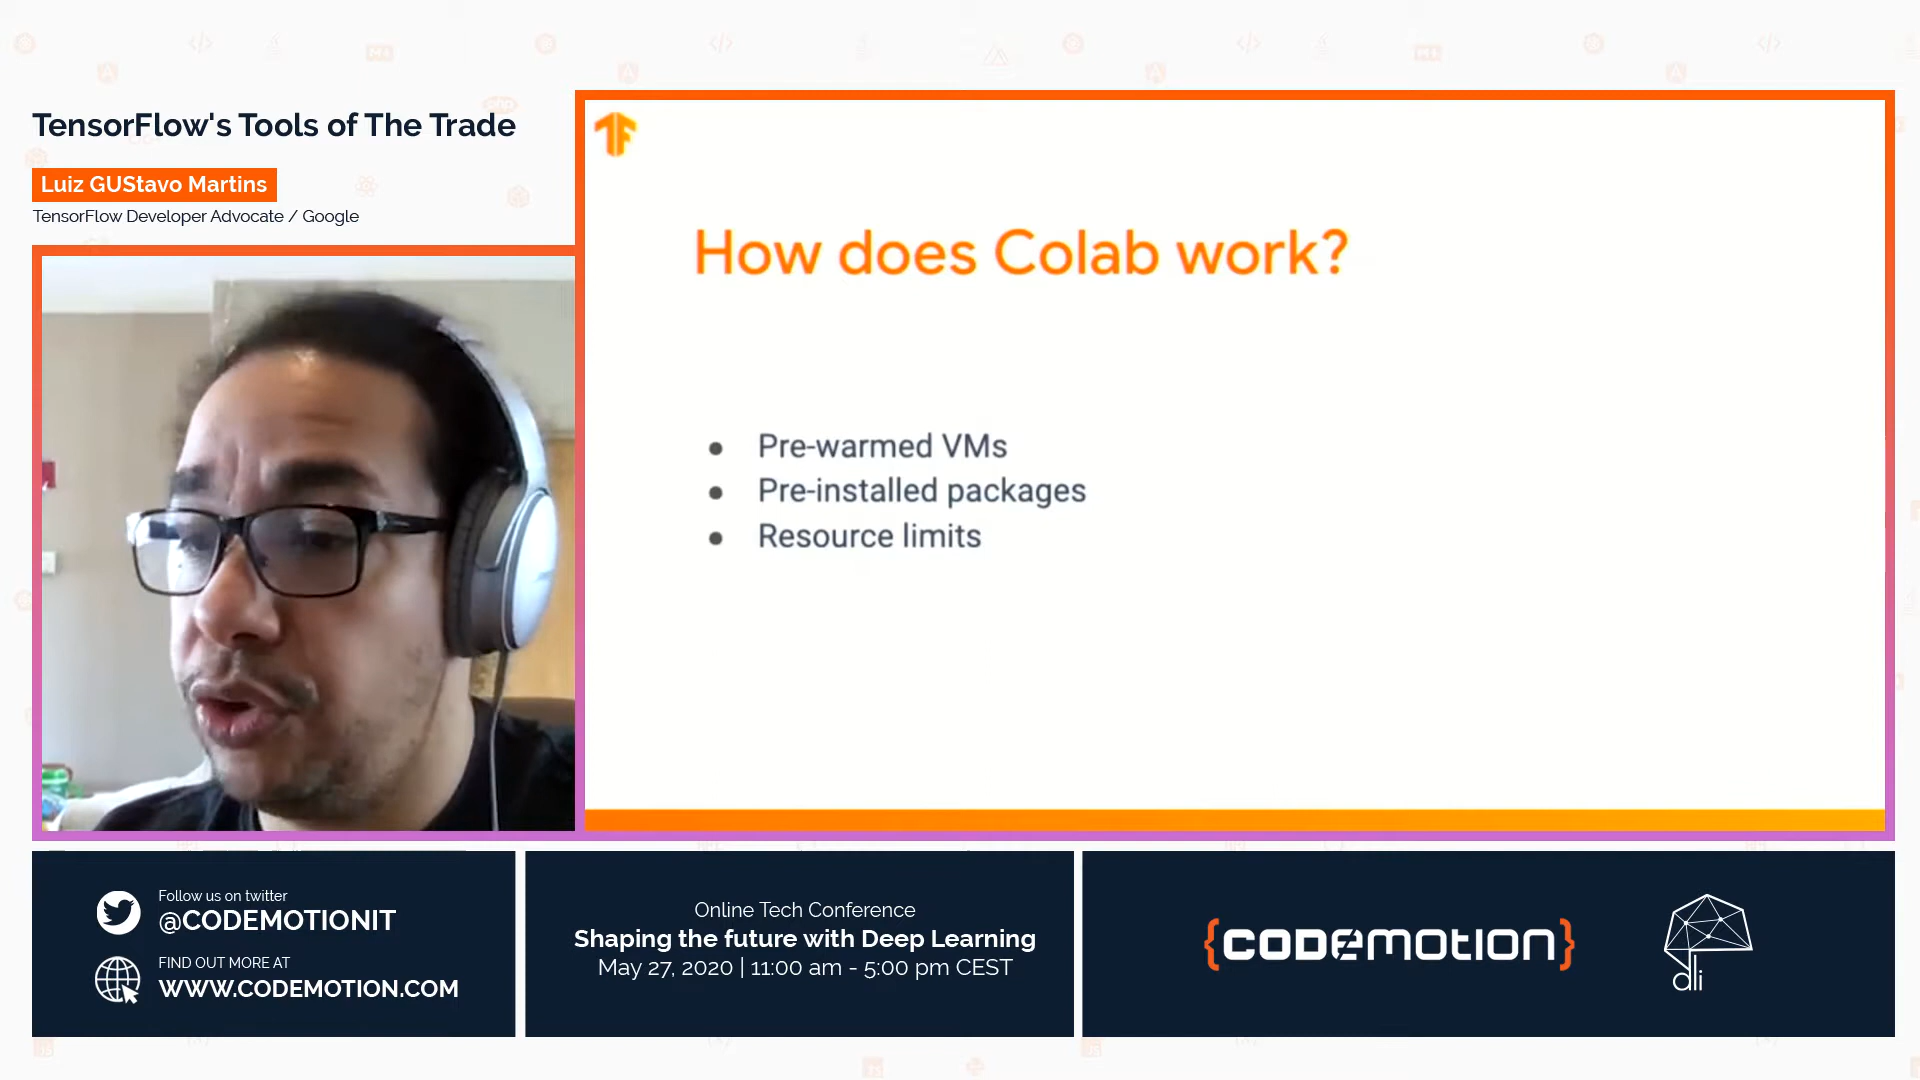 TensorFlow's Tools of The Trade
Luiz GUStavo Martins
TensorFlow Developer Advocate / Google
How does Colab work?
● Pre-warmed VMs
● Pre-installed packages
● Resource limits
Follow us on twitter
@CODEMOTIONIT
FIND OUT MORE AT
WWW.CODEMOTION.COM
Online Tech Conference
Shaping the future with Deep Learning
May 27, 2020 | 11:00 am - 5:00 pm CEST
{CODEMOTION}
dli